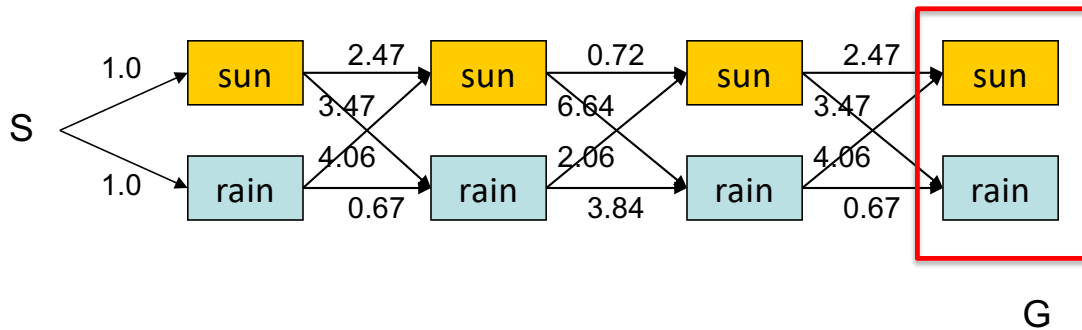 2.47 0.72 2.47
1.0 sun sun sun sun
3.47 6.64 3.47
S
4.06 2.06 4.06
1.0 rain rain rain rain
0.67 3.84 0.67
G